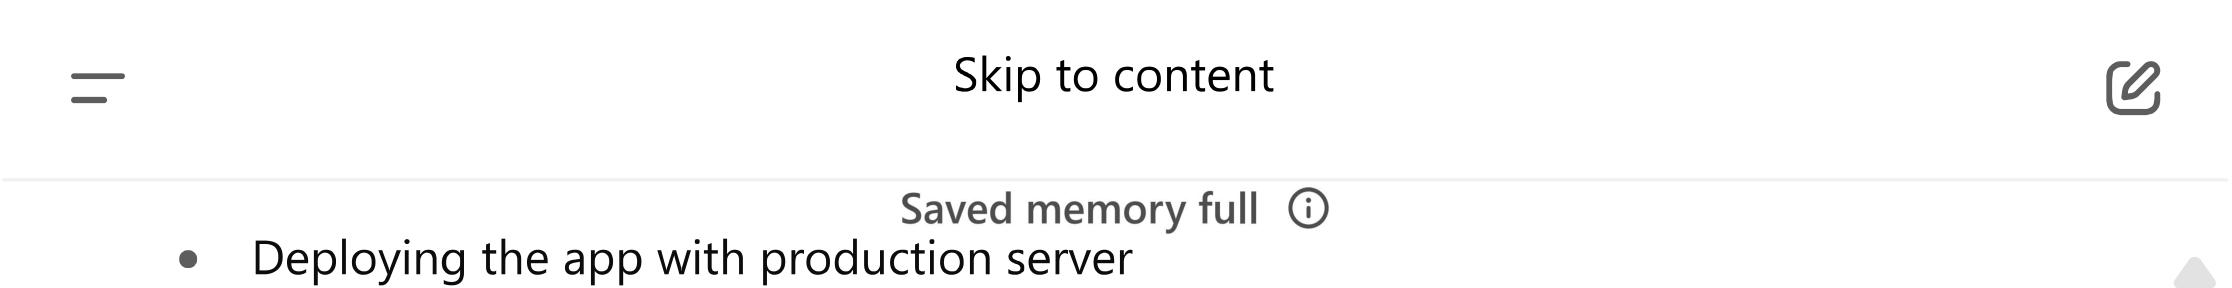 Skip to content
Saved memory full
• Deploying the app with production server